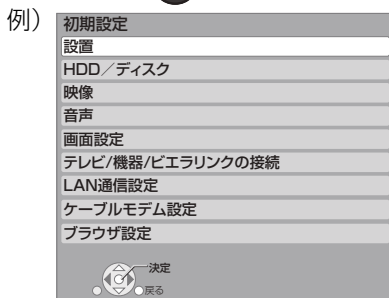 例）
初期設定
設置
HDD／ディスク
映像
音声
画面設定
テレビ/機器/ビエラリンクの接続
LAN通信設定
ケーブルモデム設定
ブラウザ設定
決定
戻る